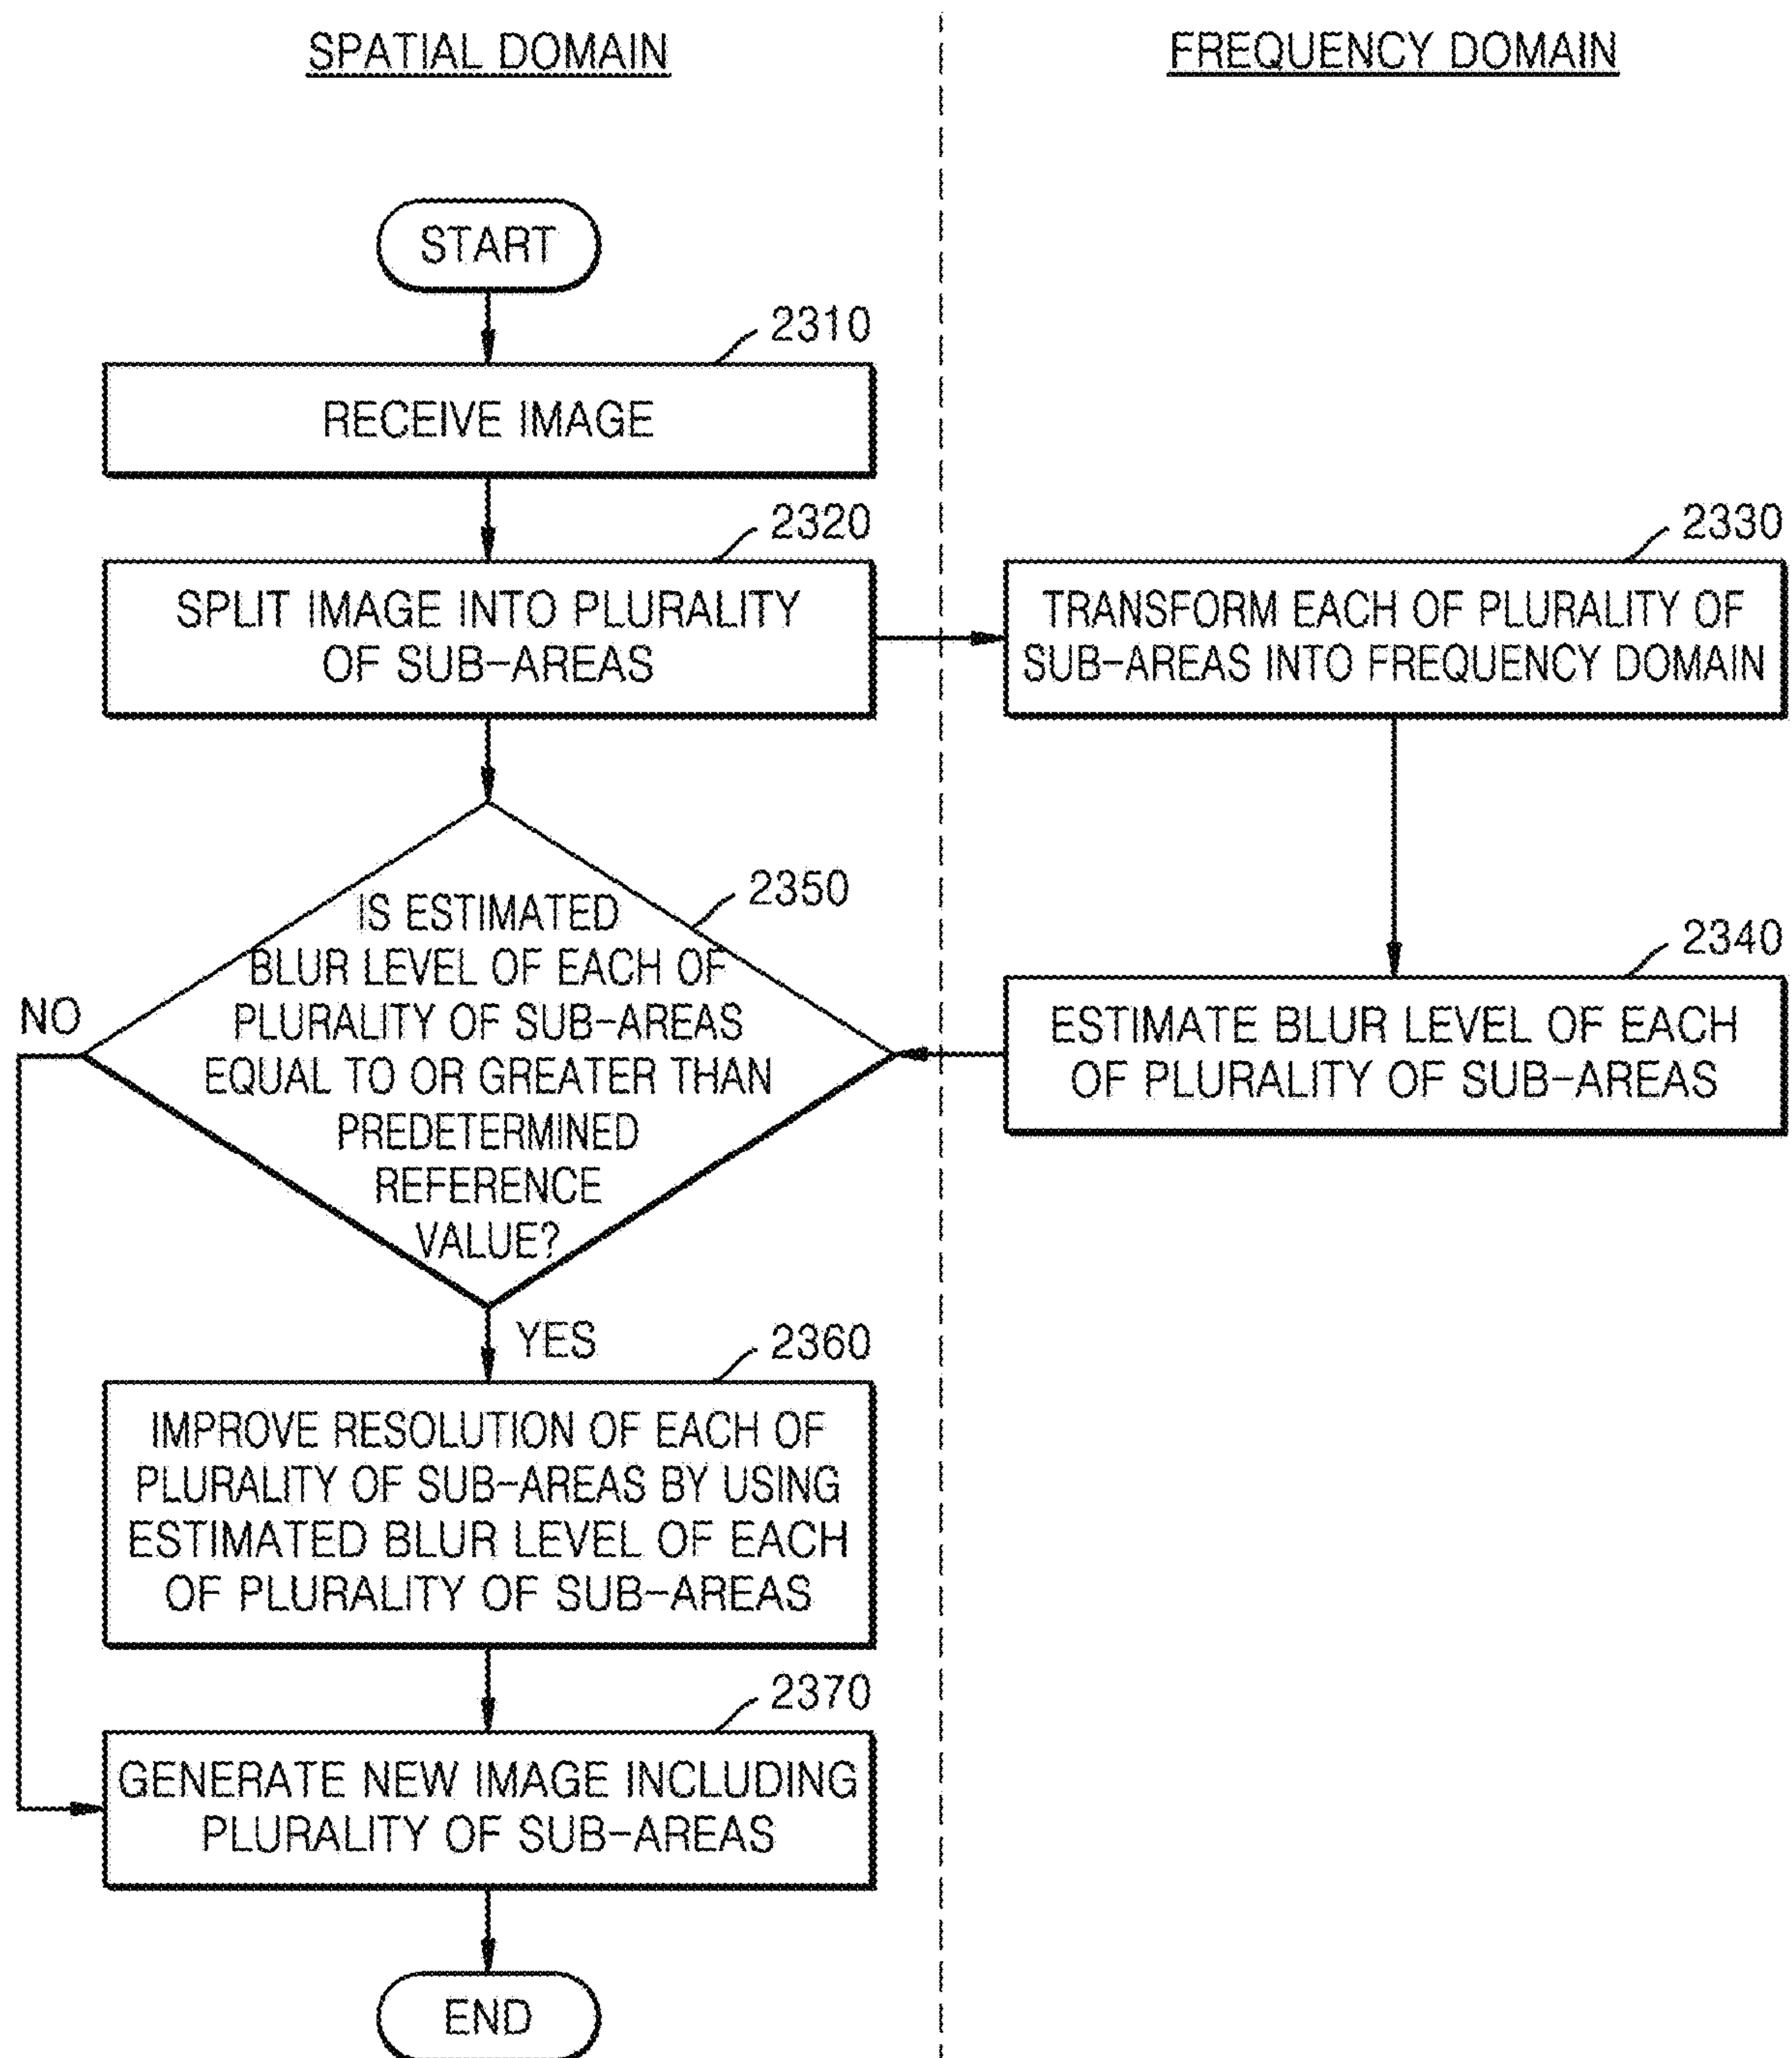 SPATIAL DOMAIN
FREQUENCY DOMAIN
START
2310
RECEIVE IMAGE
2320
SPLIT IMAGE INTO PLURALITY
OF SUB-AREAS
2330
TRANSFORM EACH OF PLURALITY OF
SUB-AREAS INTO FREQUENCY DOMAIN
2350
IS ESTIMATED
BLUR LEVEL OF EACH OF
PLURALITY OF SUB-AREAS
EQUAL TO OR GREATER THAN
PREDETERMINED
REFERENCE
VALUE?
NO
2340
ESTIMATE BLUR LEVEL OF EACH
OF PLURALITY OF SUB-AREAS
YES
2360
IMPROVE RESOLUTION OF EACH OF
PLURALITY OF SUB-AREAS BY USING
ESTIMATED BLUR LEVEL OF EACH
OF PLURALITY OF SUB-AREAS
2370
GENERATE NEW IMAGE INCLUDING
PLURALITY OF SUB-AREAS
END